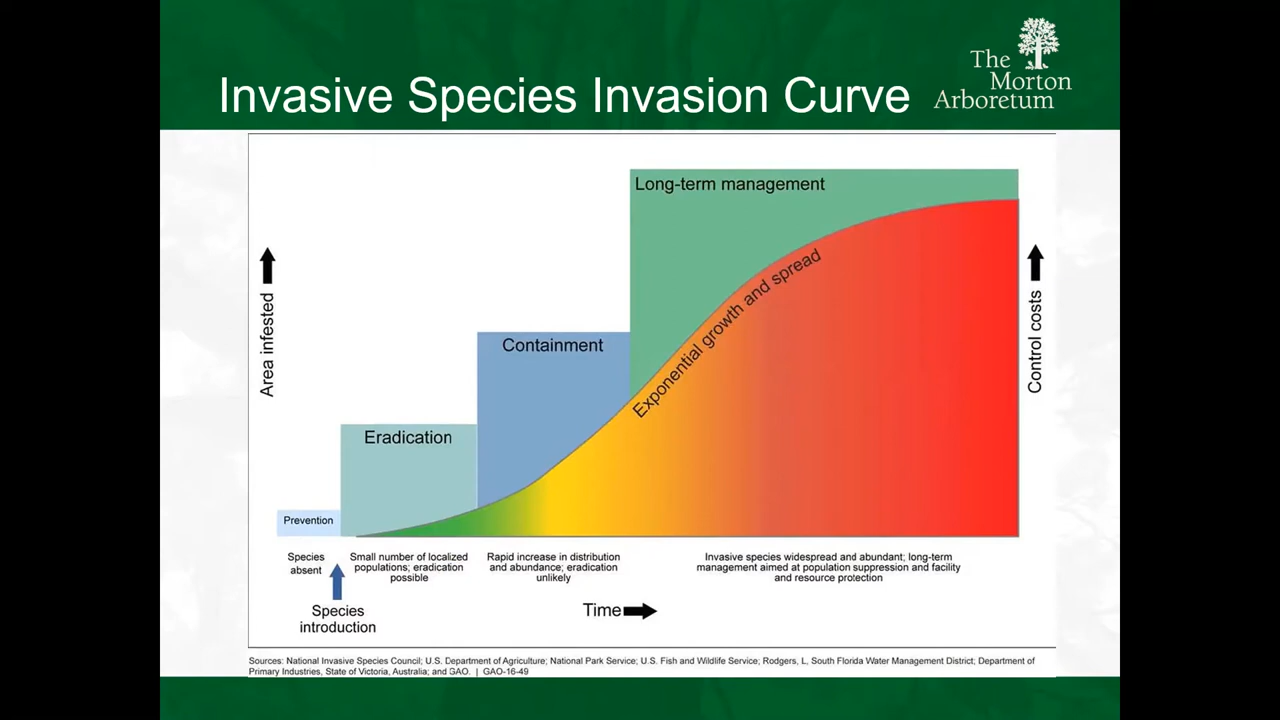 The
Morton
Arboretum
Invasive Species Invasion Curve
Long-term management
Exponential growth and spread
Containment
Eradication
Prevention
Area infested
Control costs
Species
absent
Small number of localized
populations; eradication
possible
Rapid increase in distribution
and abundance; eradication
unlikely
Invasive species widespread and abundant; long-term
management aimed at population suppression and facility
and resource protection
Species
introduction
Time
Sources: National Invasive Species Council; U.S. Department of Agriculture; National Park Service; U.S. Fish and Wildlife Service; Rodgers, L, South Florida Water Management District; Department of
Primary Industries, State of Victoria, Australia; and GAO. | GAO-16-49